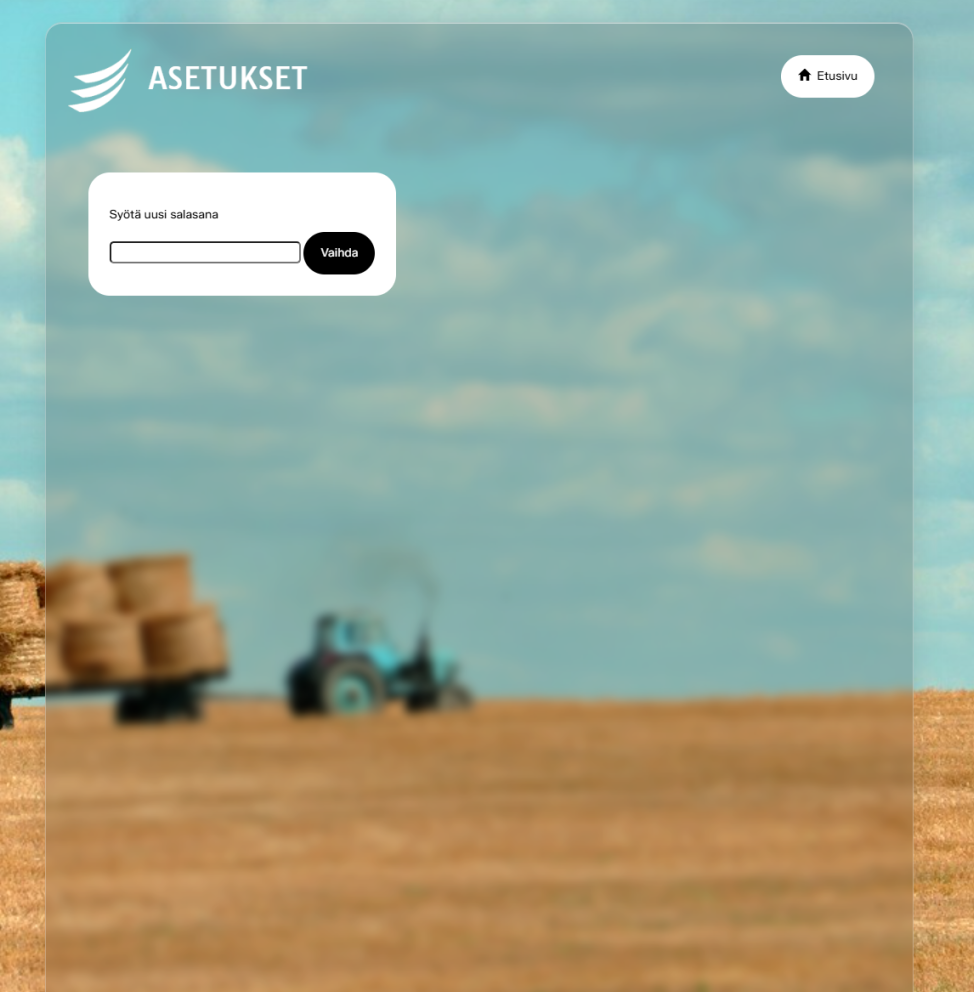 ASETUKSET
Etusivu
Syötä uusi salasana
Vaihda